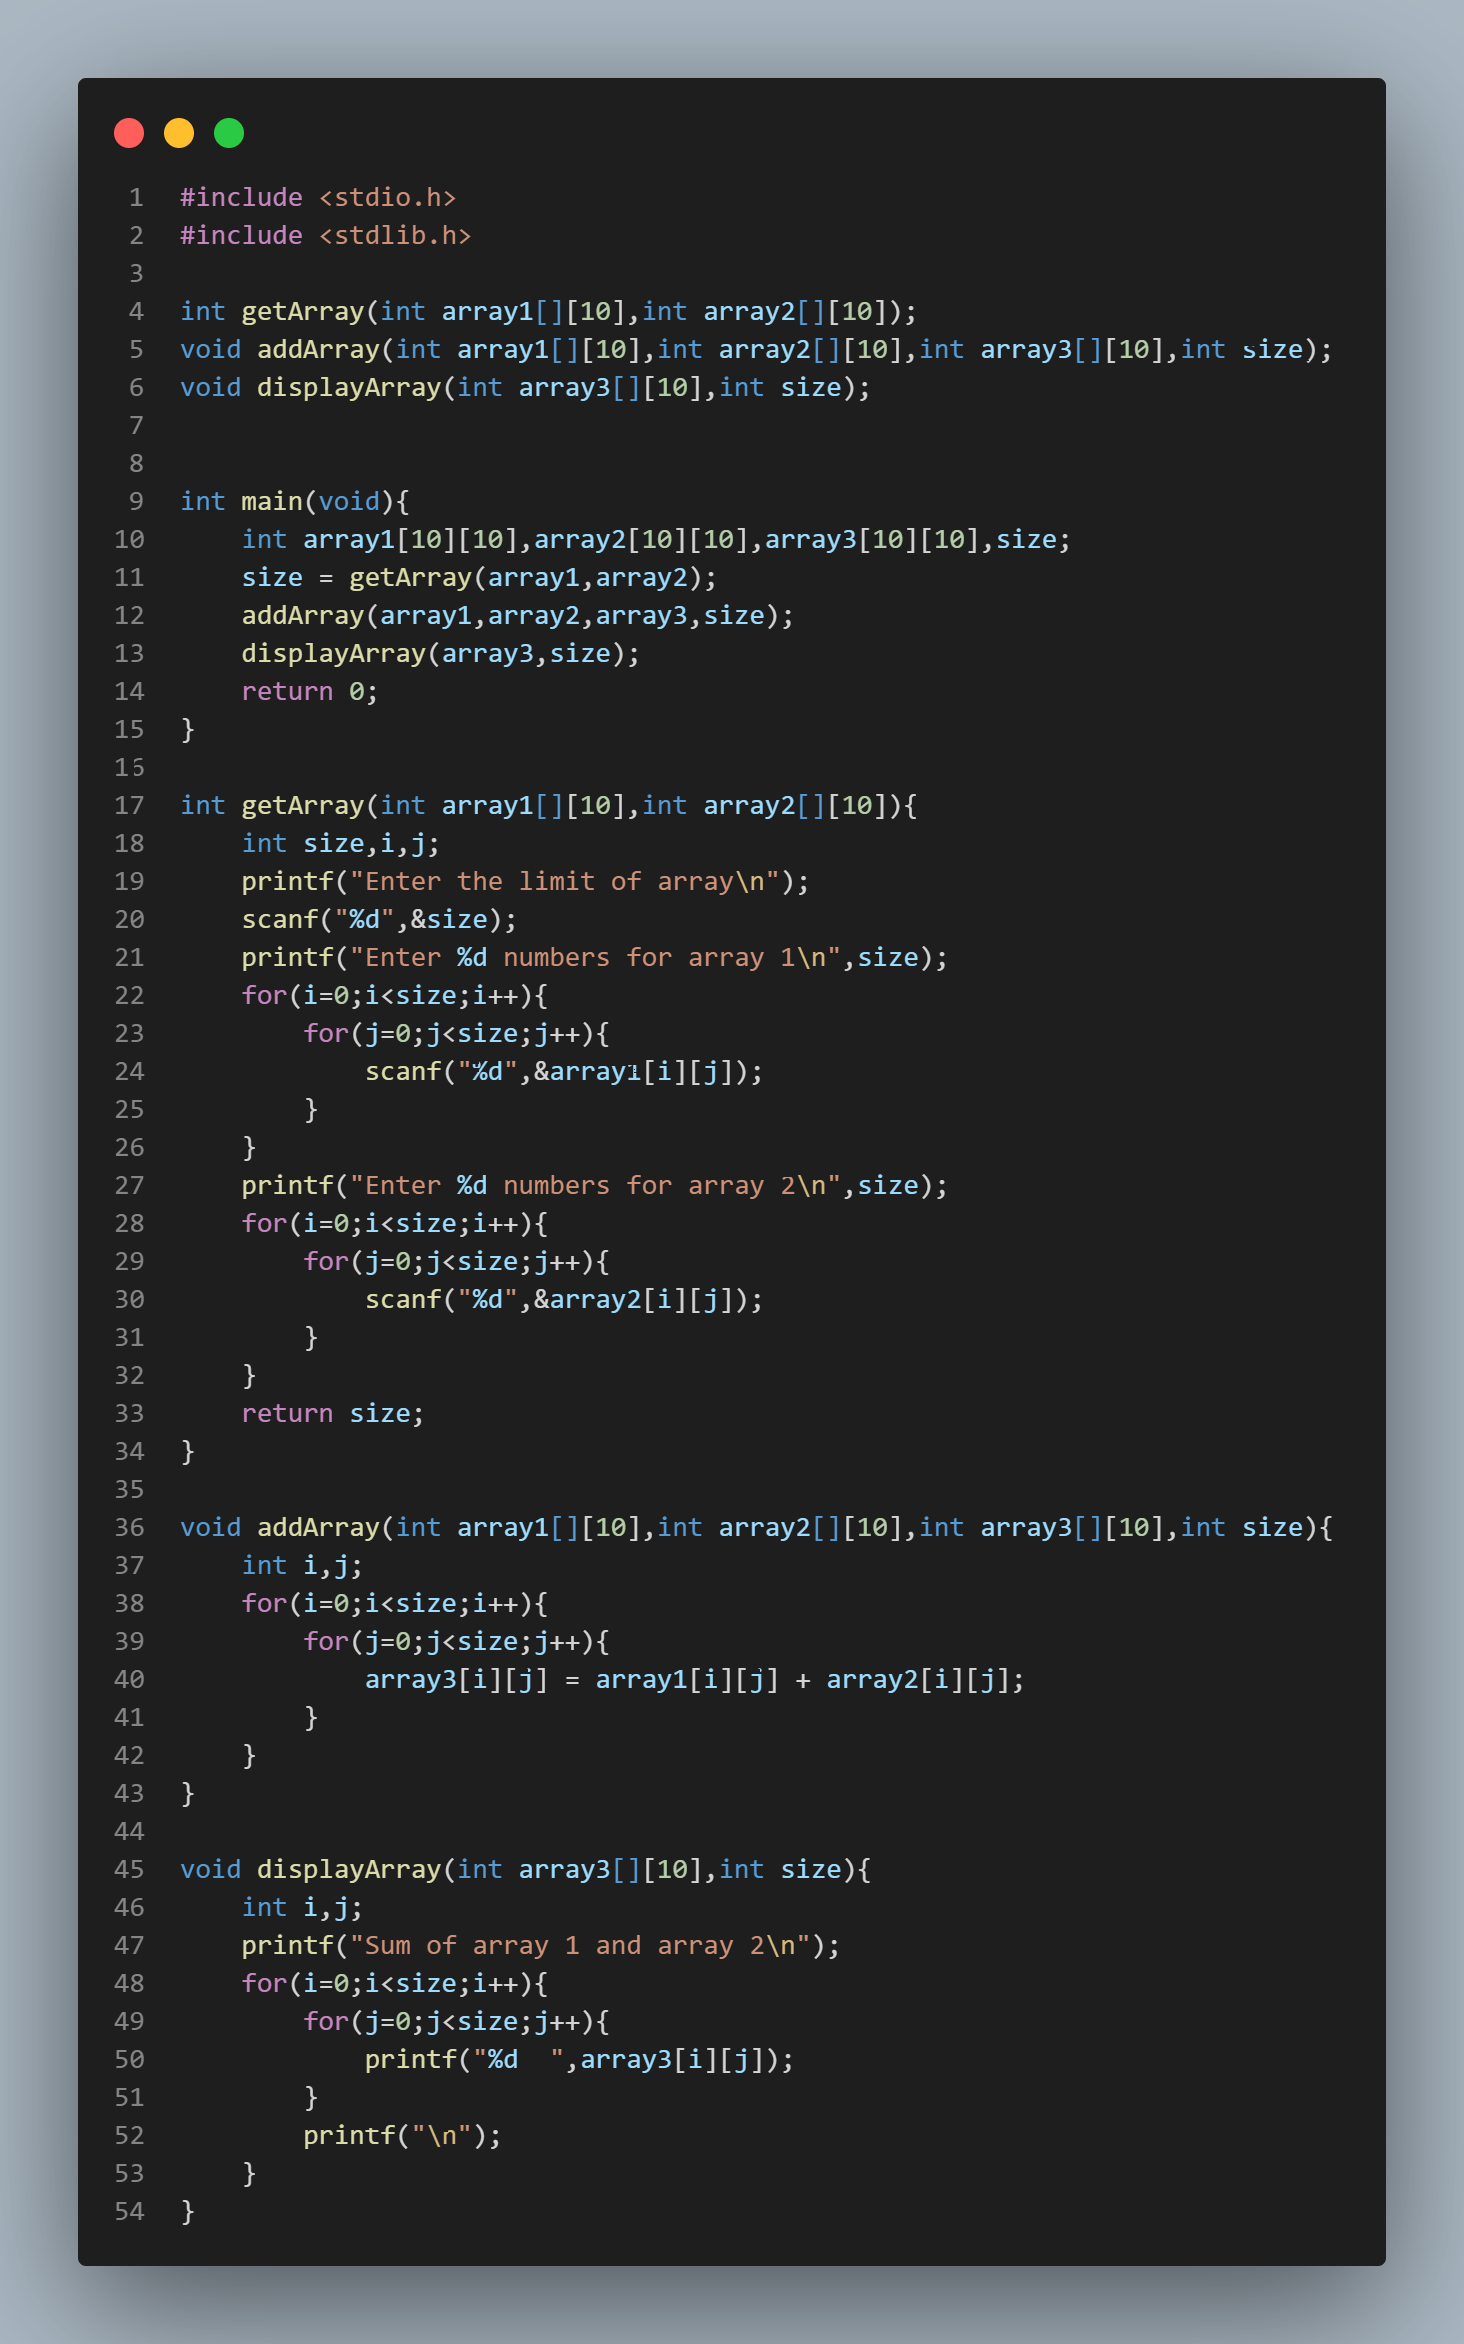 1 #include <stdio.h>
2 #include <stdlib.h>
3
4 int getArray(int array1[][10],int array2[][10]);
5 void addArray(int array1[][10],int array2[][10],int array3[][10],int size);
6 void displayArray(int array3[][10],int size);
7
8
9 int main(void){
10     int array1[10][10],array2[10][10],array3[10][10],size;
11     size = getArray(array1,array2);
12     addArray(array1,array2,array3,size);
13     displayArray(array3,size);
14     return 0;
15 }
16
17 int getArray(int array1[][10],int array2[][10]){
18     int size,i,j;
19     printf("Enter the limit of array\n");
20     scanf("%d",&size);
21     printf("Enter %d numbers for array 1\n",size);
22     for(i=0;i<size;i++){
23         for(j=0;j<size;j++){
24             scanf("%d",&array1[i][j]);
25         }
26     }
27     printf("Enter %d numbers for array 2\n",size);
28     for(i=0;i<size;i++){
29         for(j=0;j<size;j++){
30             scanf("%d",&array2[i][j]);
31         }
32     }
33     return size;
34 }
35
36 void addArray(int array1[][10],int array2[][10],int array3[][10],int size){
37     int i,j;
38     for(i=0;i<size;i++){
39         for(j=0;j<size;j++){
40             array3[i][j] = array1[i][j] + array2[i][j];
41         }
42     }
43 }
44
45 void displayArray(int array3[][10],int size){
46     int i,j;
47     printf("Sum of array 1 and array 2\n");
48     for(i=0;i<size;i++){
49         for(j=0;j<size;j++){
50             printf("%d  ",array3[i][j]);
51         }
52         printf("\n");
53     }
54 }